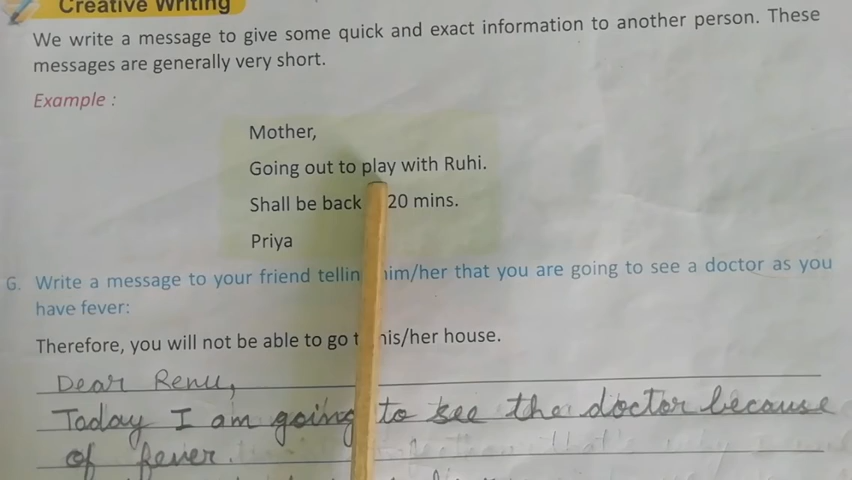 Creative Writing
We write a message to give some quick and exact information to another person. These
messages are generally very short.
Example :
Mother,
Going out to play with Ruhi.
Shall be back 20 mins.
Priya
G. Write a message to your friend tellin him/her that you are going to see a doctor as you
have fever:
Therefore, you will not be able to go t his/her house.
Dear Renu,
Today I am going to see the doctor because
of fever.